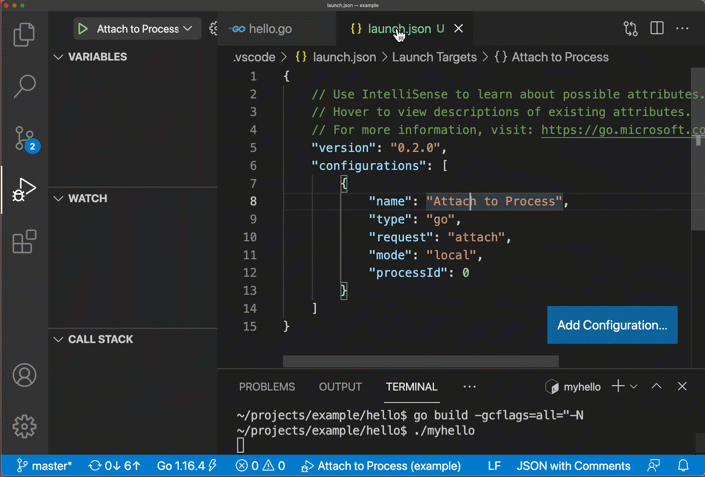 launch.json — example
Attach to Process
hello.go
{} launch.json U
.vscode > {} launch.json > Launch Targets > {} Attach to Process
VARIABLES
WATCH
CALL STACK
2
1 {
2 // Use IntelliSense to learn about possible attributes.
3 // Hover to view descriptions of existing attributes.
4 // For more information, visit: https://go.microsoft.co
5 "version": "0.2.0",
6 "configurations": [
7 {
8 "name": "Attach to Process",
9 "type": "go",
10 "request": "attach",
11 "mode": "local",
12 "processId": 0
13 }
14 ]
15 }
Add Configuration...
PROBLEMS OUTPUT TERMINAL ... myhello
~/projects/example/hello$ go build -gcflags=all="-N
~/projects/example/hello$ ./myhello
master* 0↓ 6↑ Go 1.16.4 0 0 Attach to Process (example) LF JSON with Comments